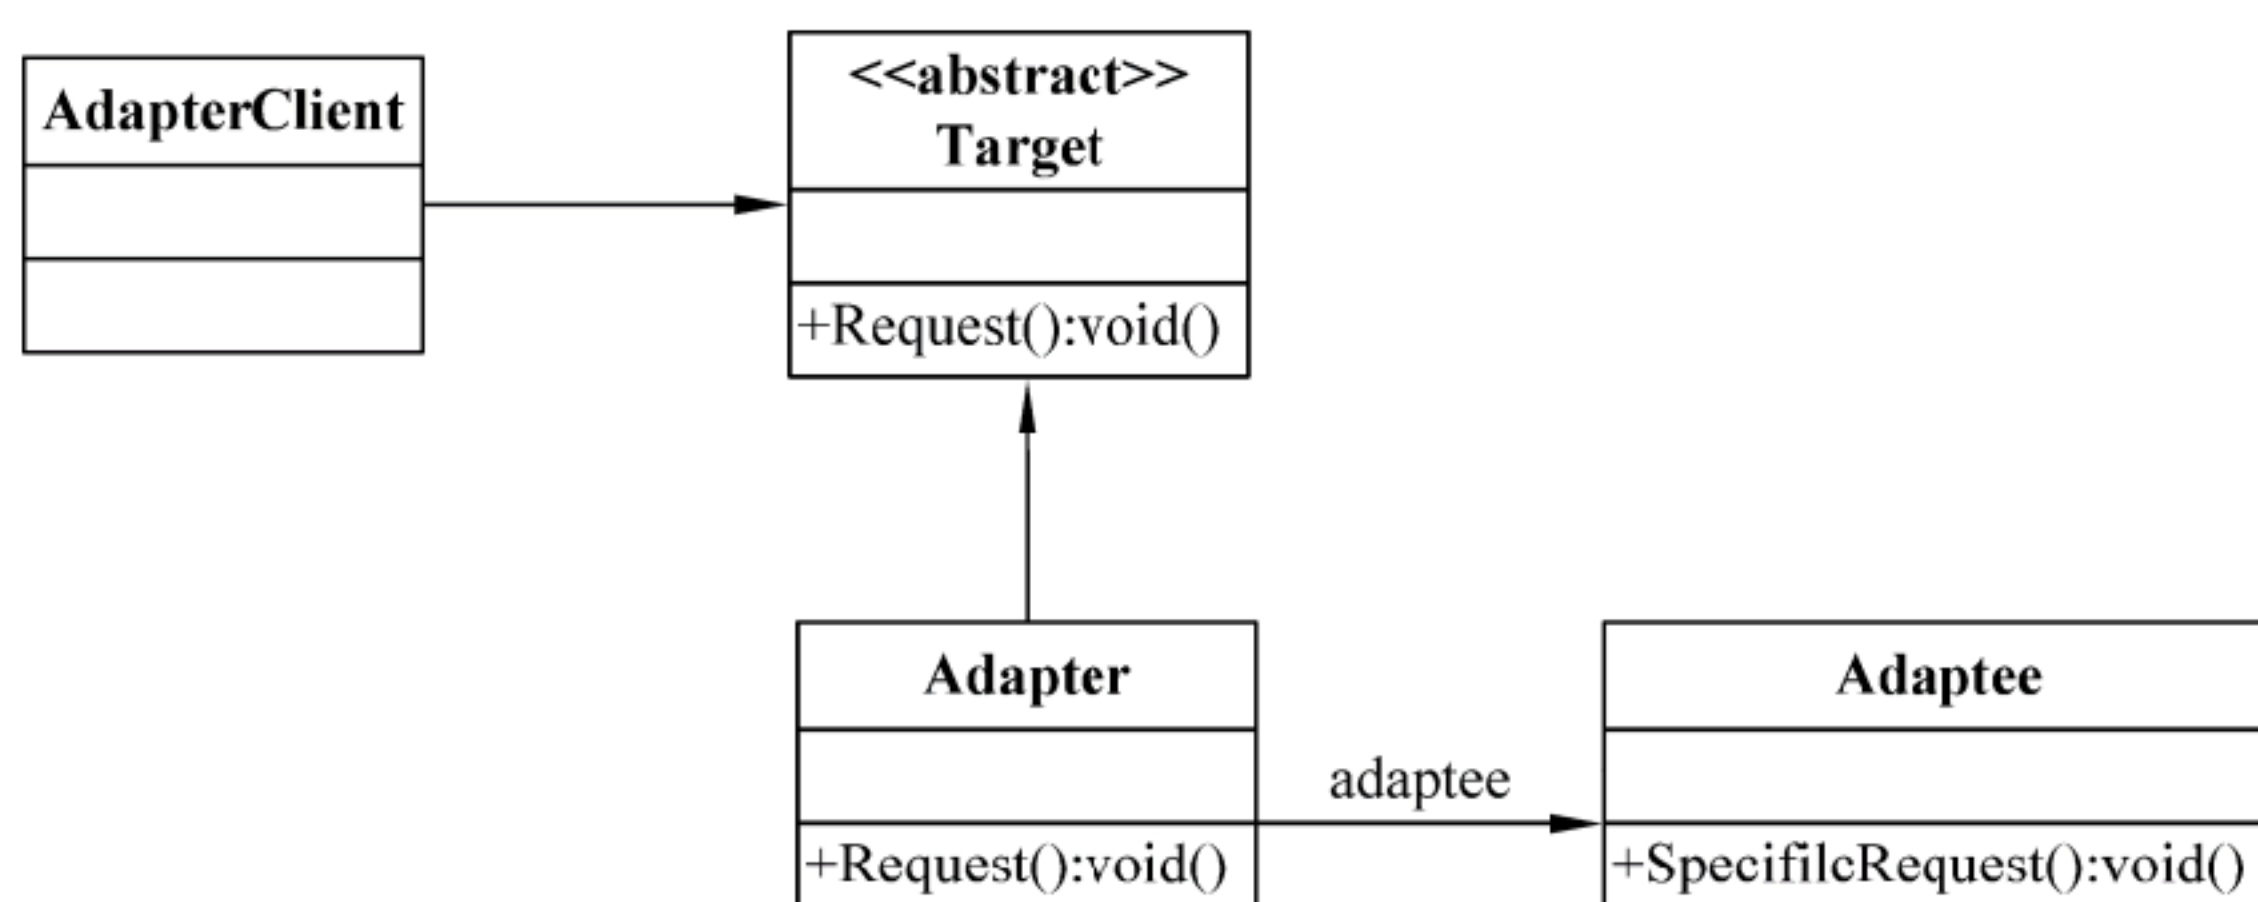 AdapterClient
<<abstract>>
Target
+Request():void()
Adapter
Adaptee
adaptee
+Request():void()
+SpecifilcRequest():void()